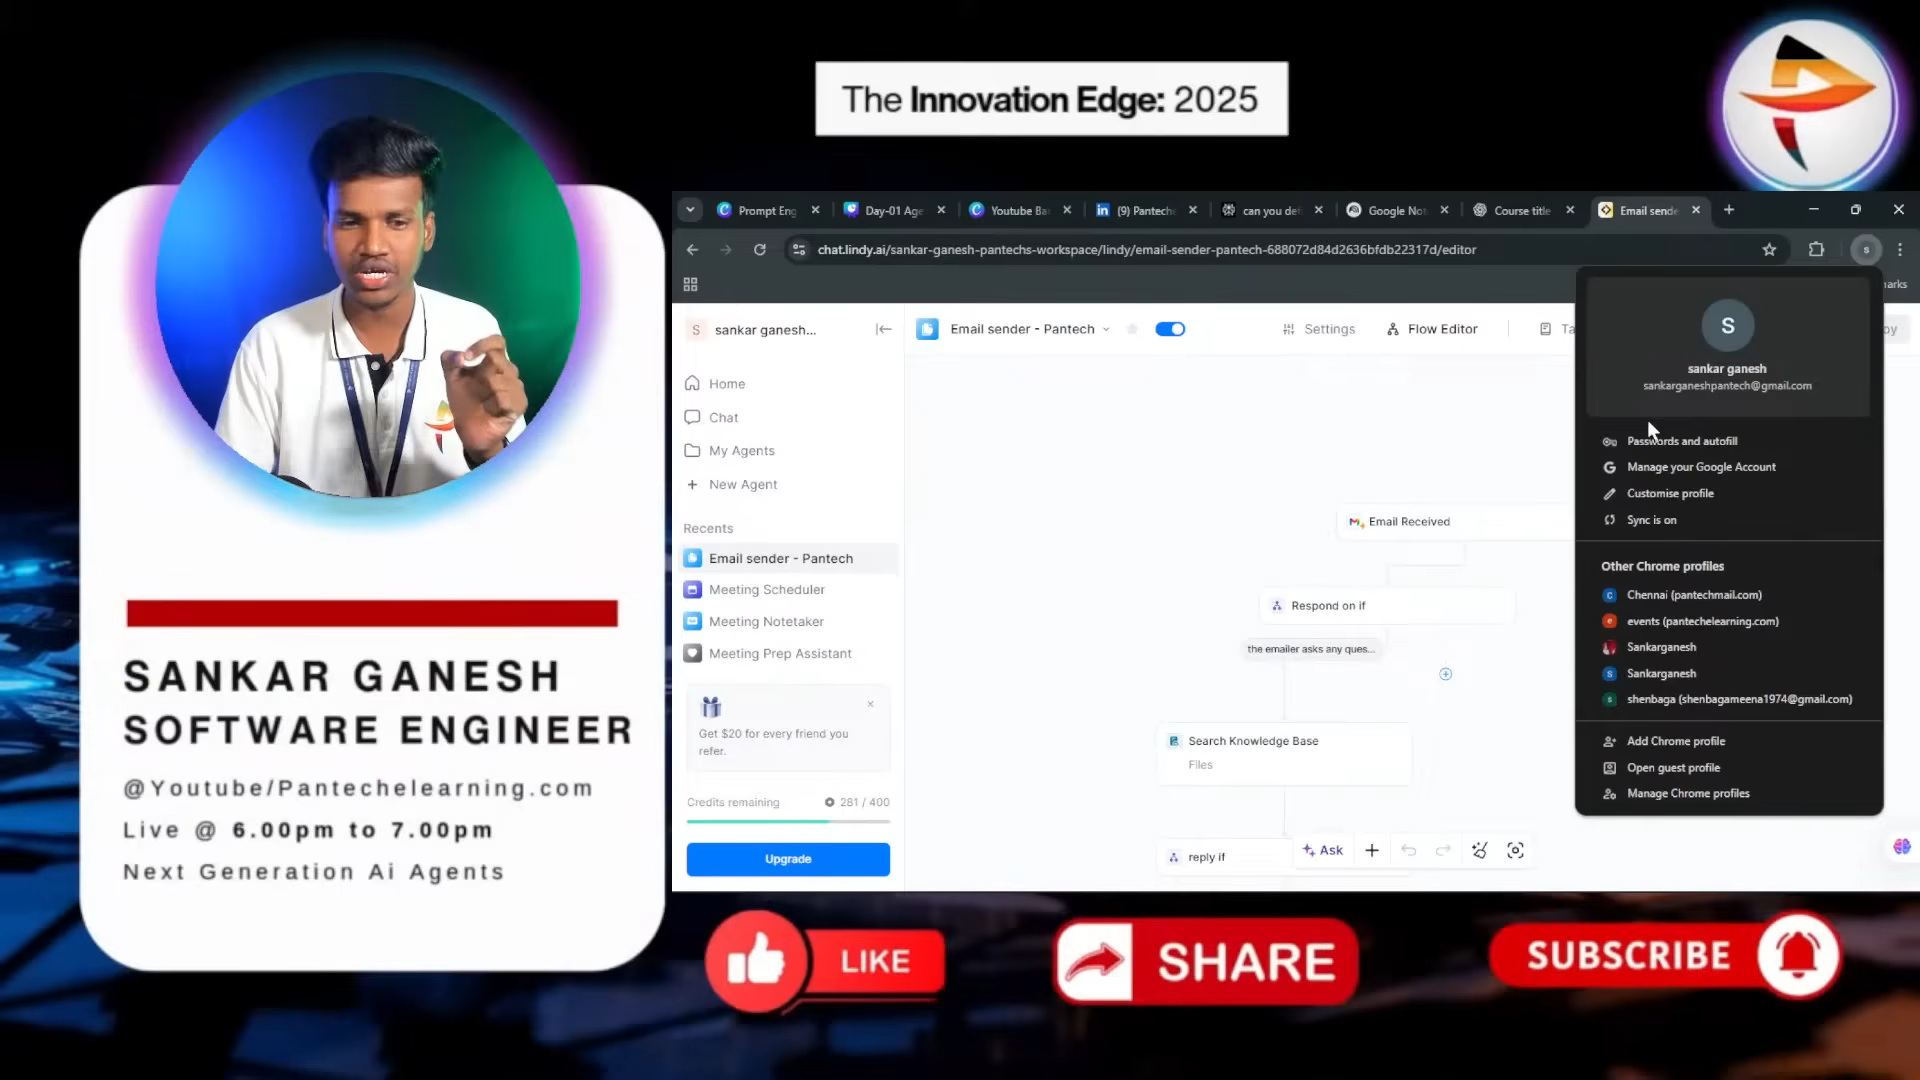 The Innovation Edge: 2025
SANKAR GANESH
SOFTWARE ENGINEER
@Youtube/Pantechelearning.com
Live @ 6.00pm to 7.00pm
Next Generation Ai Agents
Prompt Eng
Day-01 Age
Youtube Ba
(9) Pantech
can you def
Google Not
Course title
Email sende
chat.lindy.ai/sankar-ganesh-pantechs-workspace/lindy/email-sender-pantech-688072d84d2636bfdb22317d/editor
S sankar ganesh...
Home
Chat
My Agents
New Agent
Recents
Email sender - Pantech
Meeting Scheduler
Meeting Notetaker
Meeting Prep Assistant
Get $20 for every friend you
refer.
Credits remaining 281 / 400
Upgrade
Email sender - Pantech
Settings
Flow Editor
Ta
Email Received
Respond on if
the emailer asks any ques...
Search Knowledge Base
Files
reply if
Ask
S
sankar ganesh
sankarganeshpantech@gmail.com
Passwords and autofill
Manage your Google Account
Customise profile
Sync is on
Other Chrome profiles
Chennai (pantechmail.com)
events (pantechelearning.com)
Sankarganesh
Sankarganesh
shenbaga (shenbagameena1974@gmail.com)
Add Chrome profile
Open guest profile
Manage Chrome profiles
LIKE
SHARE
SUBSCRIBE